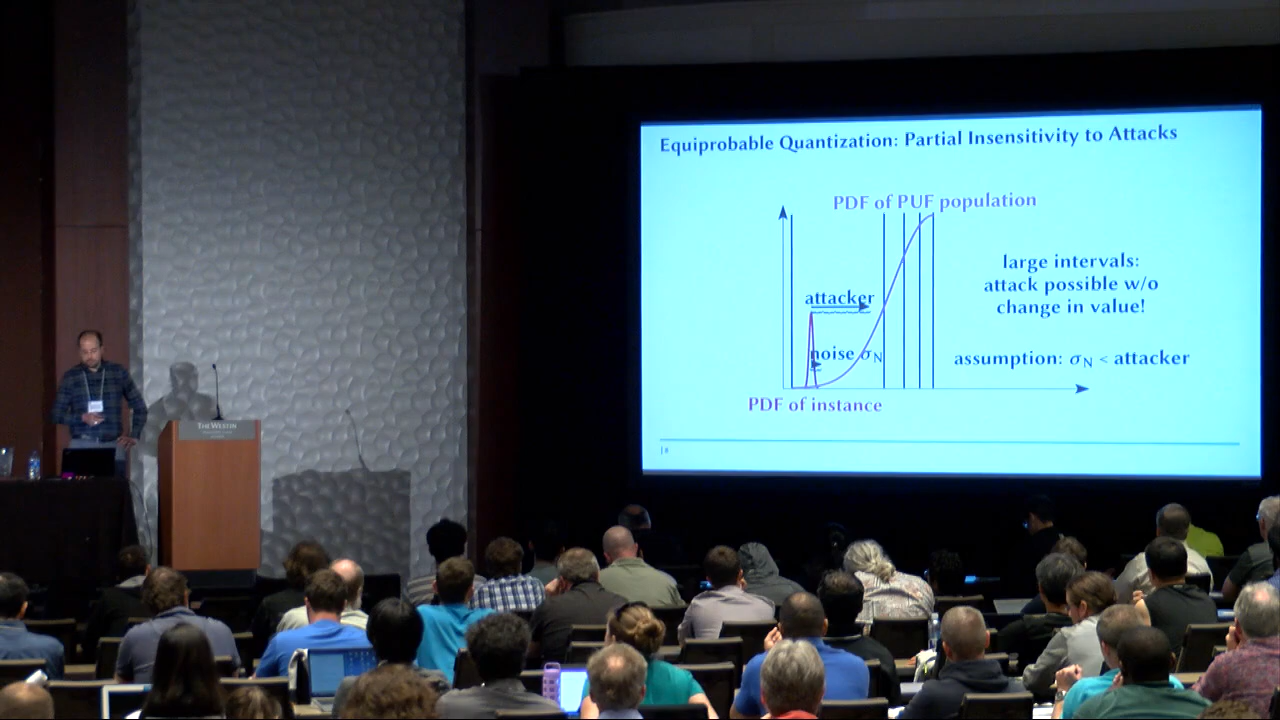 Equiprobable Quantization: Partial Insensitivity to Attacks
PDF of PUF population
large intervals:
attack possible w/o
change in value!
attacker
noise σN
assumption: σN < attacker
PDF of instance
| 8
THE WESTIN